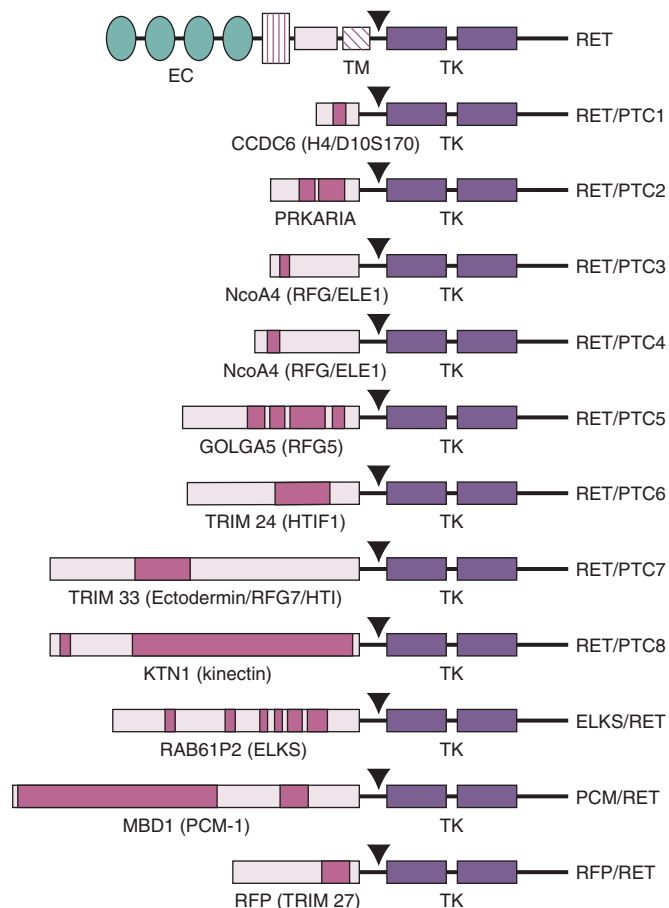 RET
EC TM TK
RET/PTC1
CCDC6 (H4/D10S170) TK
RET/PTC2
PRKARIA TK
RET/PTC3
NcoA4 (RFG/ELE1) TK
RET/PTC4
NcoA4 (RFG/ELE1) TK
RET/PTC5
GOLGA5 (RFG5) TK
RET/PTC6
TRIM 24 (HTIF1) TK
RET/PTC7
TRIM 33 (Ectodermin/RFG7/HTI) TK
RET/PTC8
KTN1 (kinectin) TK
ELKS/RET
RAB61P2 (ELKS) TK
PCM/RET
MBD1 (PCM-1) TK
RFP/RET
RFP (TRIM 27) TK